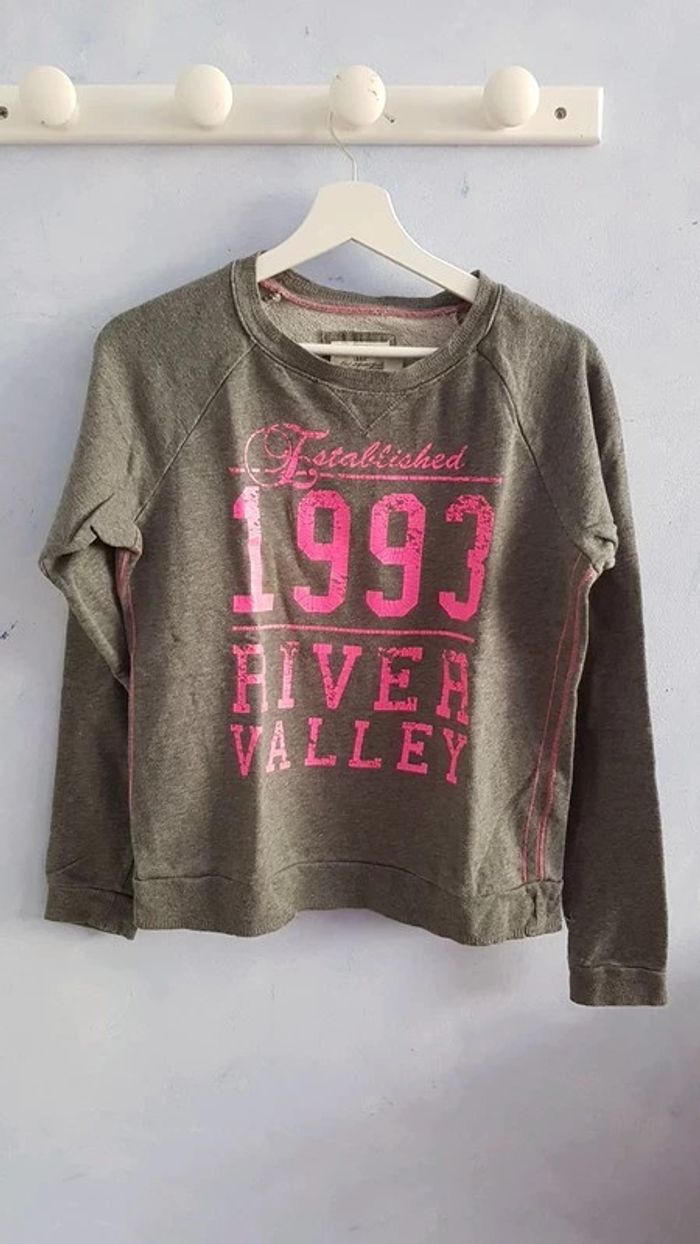 Established
1993
RIVER
VALLEY